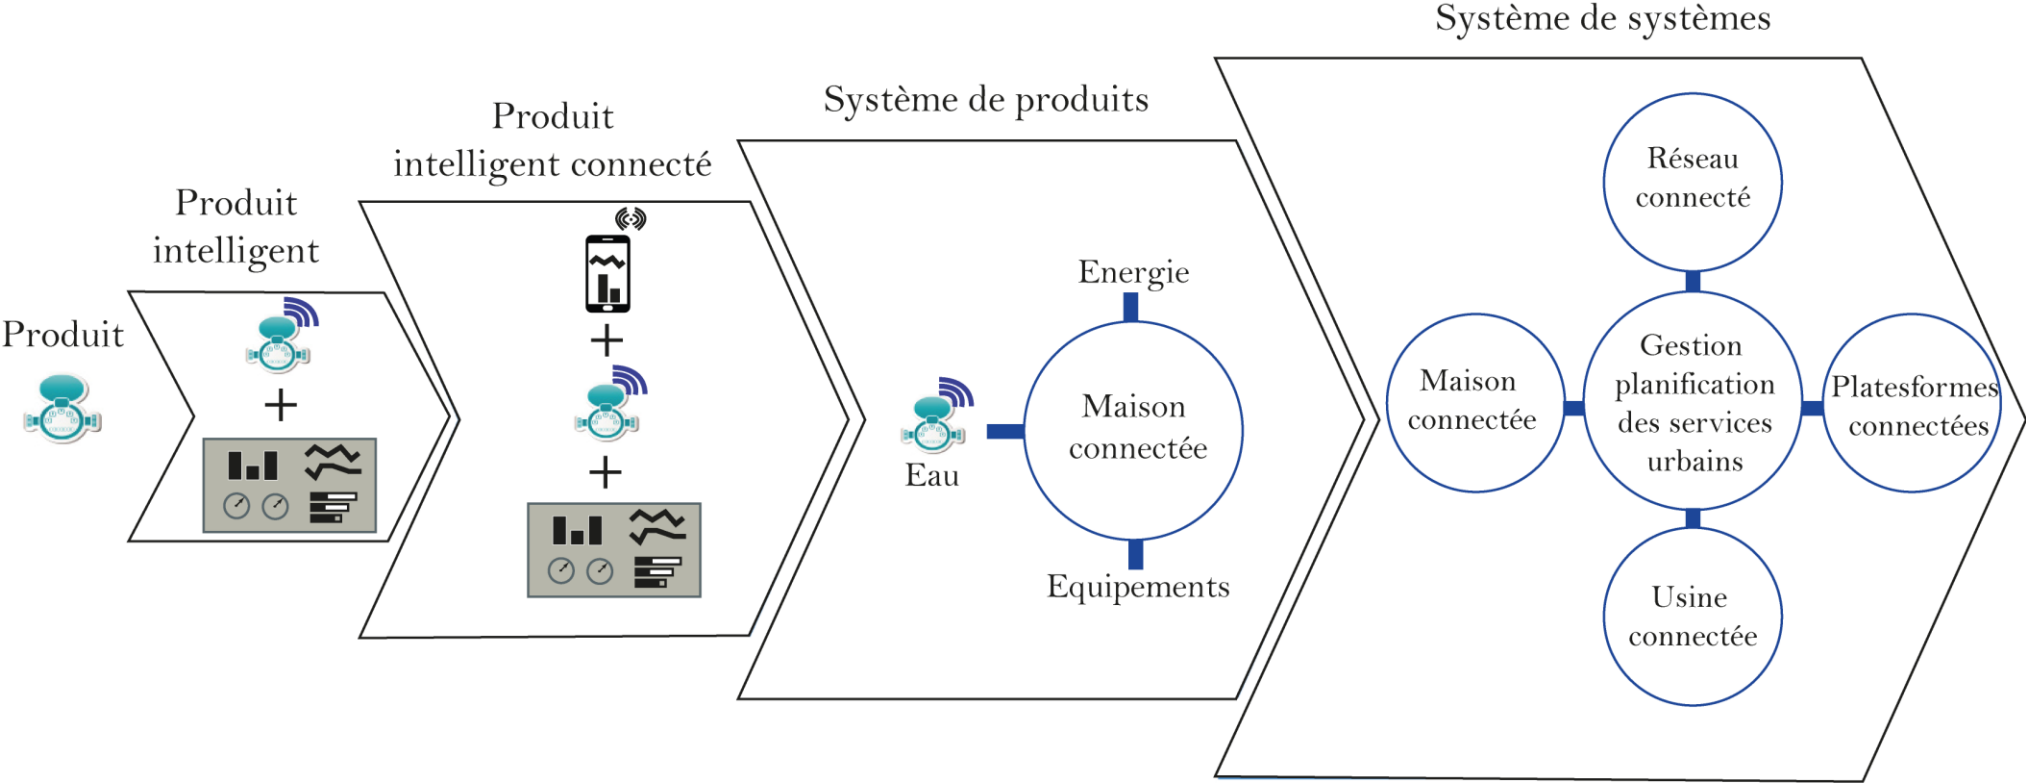 Produit
Produit
intelligent
Produit
intelligent connecté
Système de produits
Energie
Maison
connectée
Eau
Equipements
Système de systèmes
Réseau
connecté
Maison
connectée
Gestion
planification
des services
urbains
Platesformes
connectées
Usine
connectée